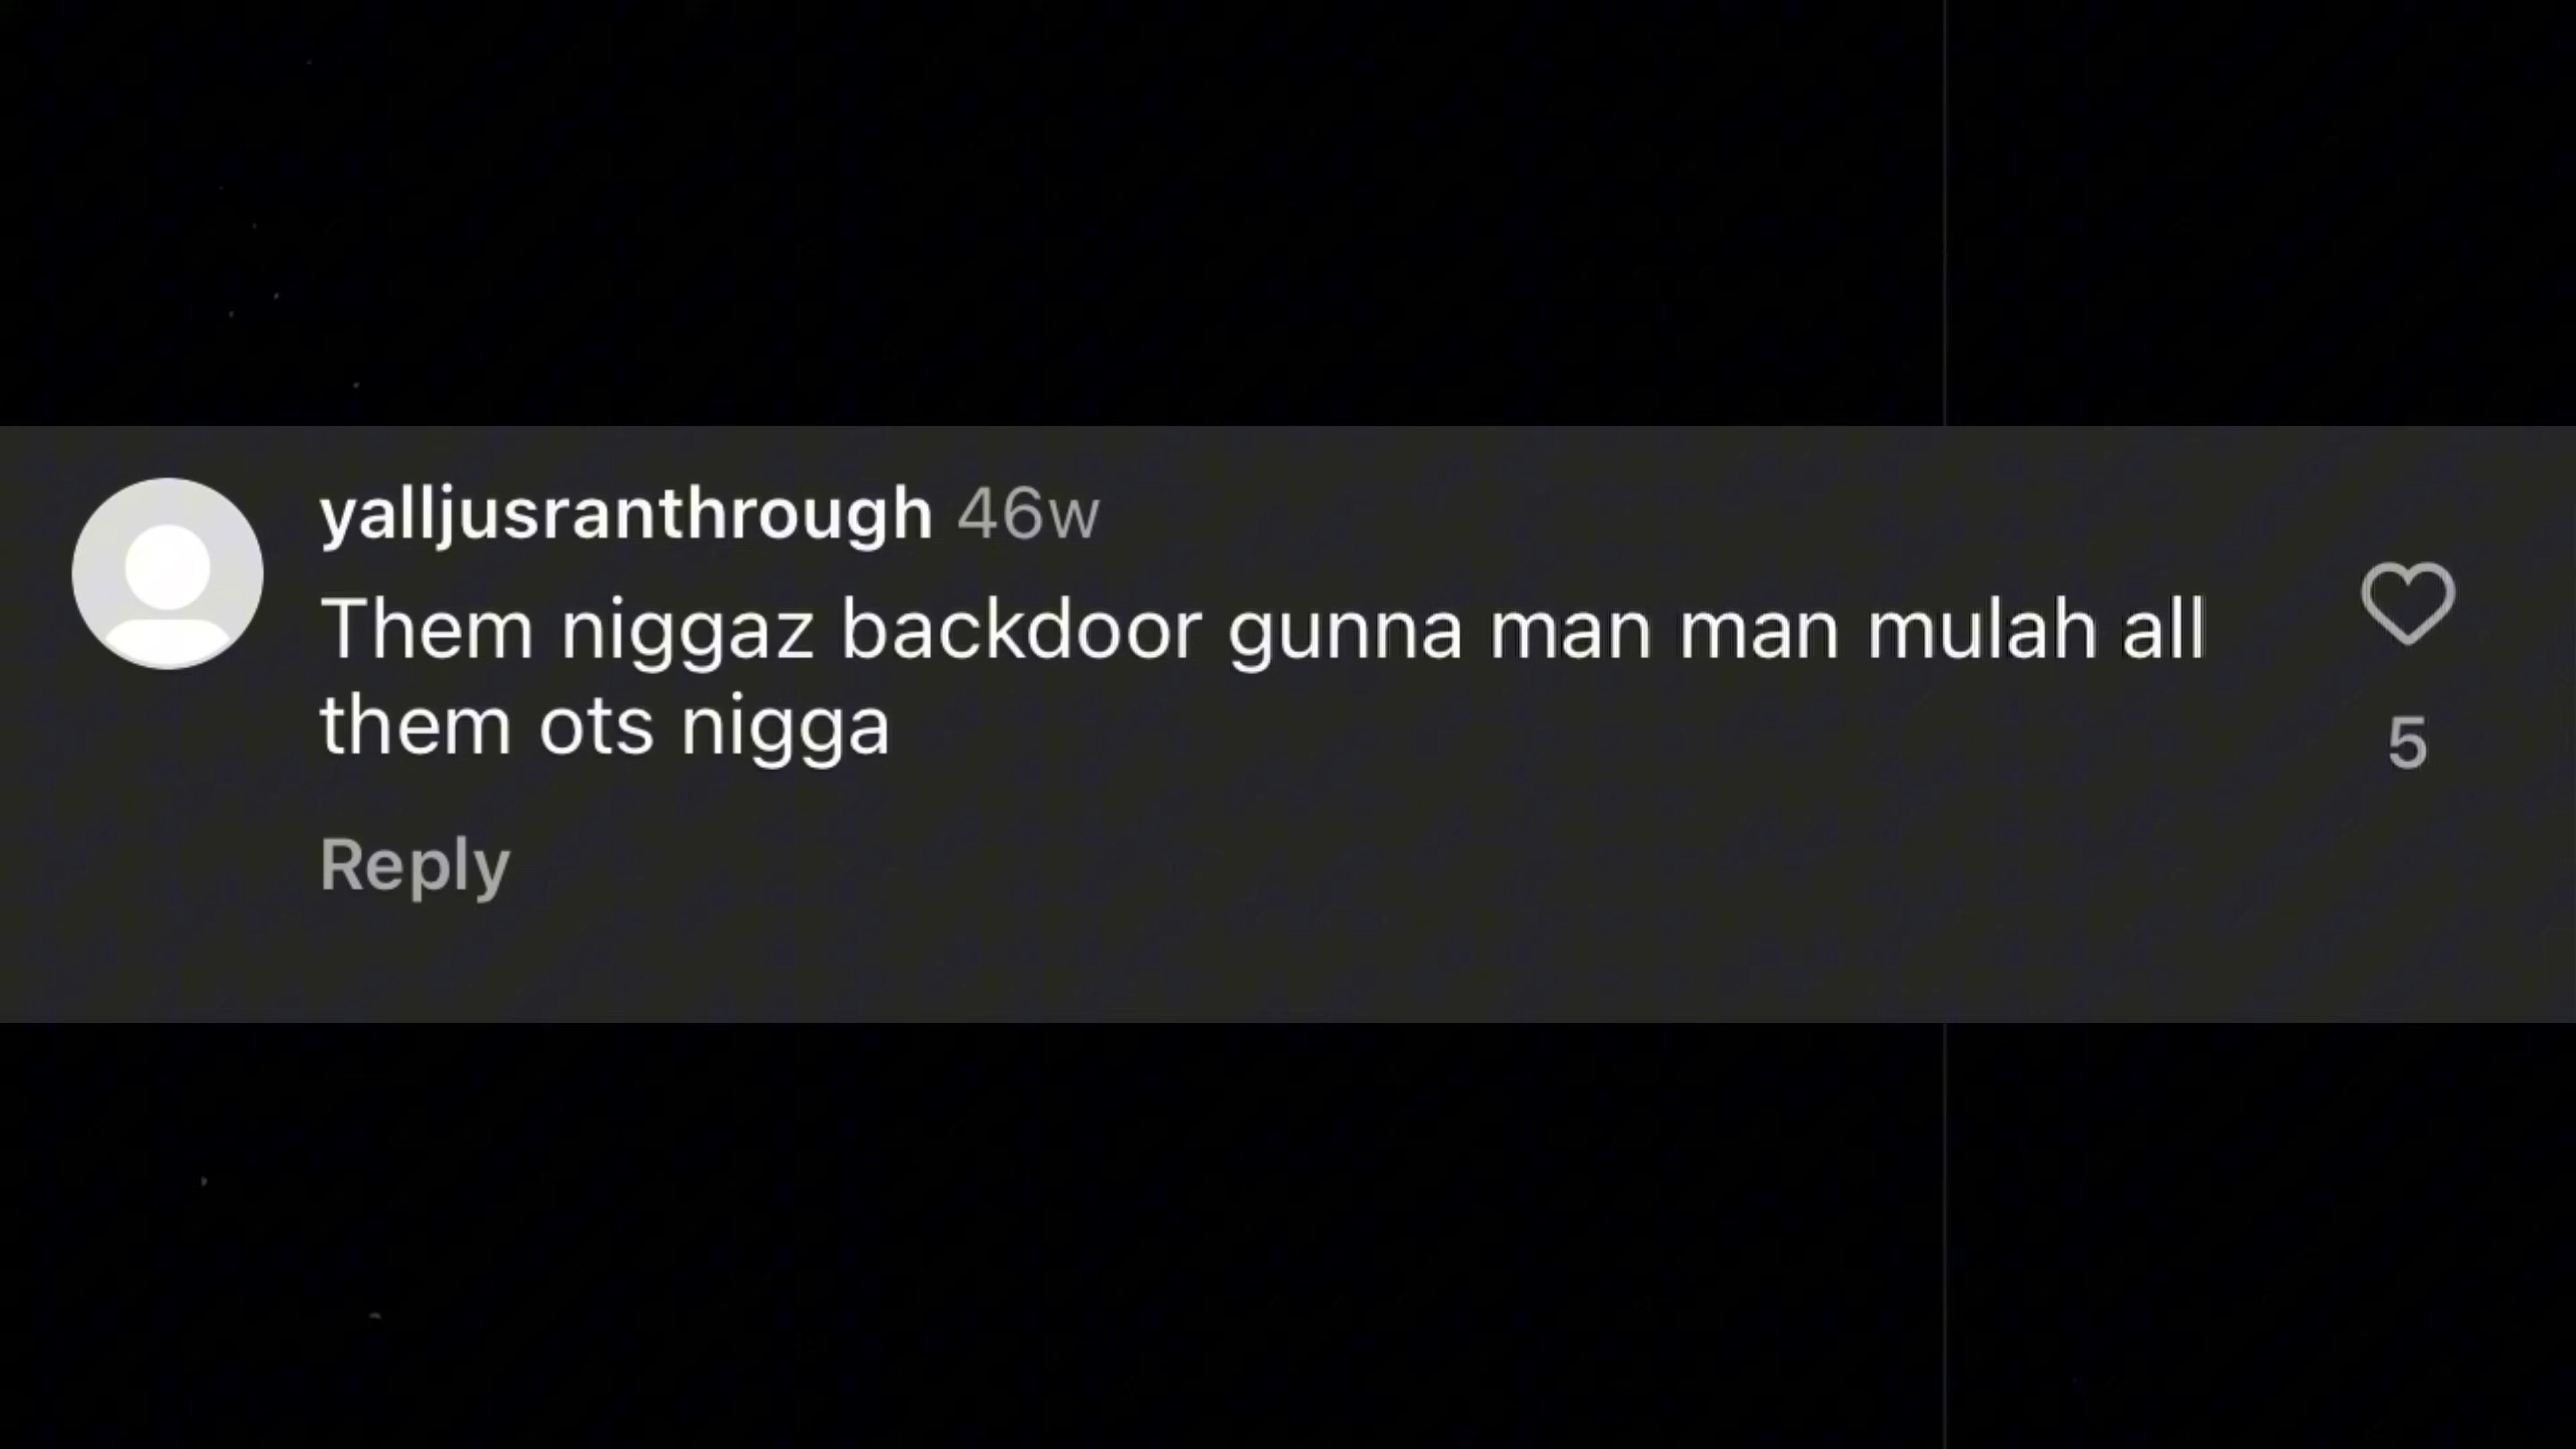 yalljusranthrough 46w
Them niggaz backdoor gunna man man mulah all
them ots nigga
5
Reply